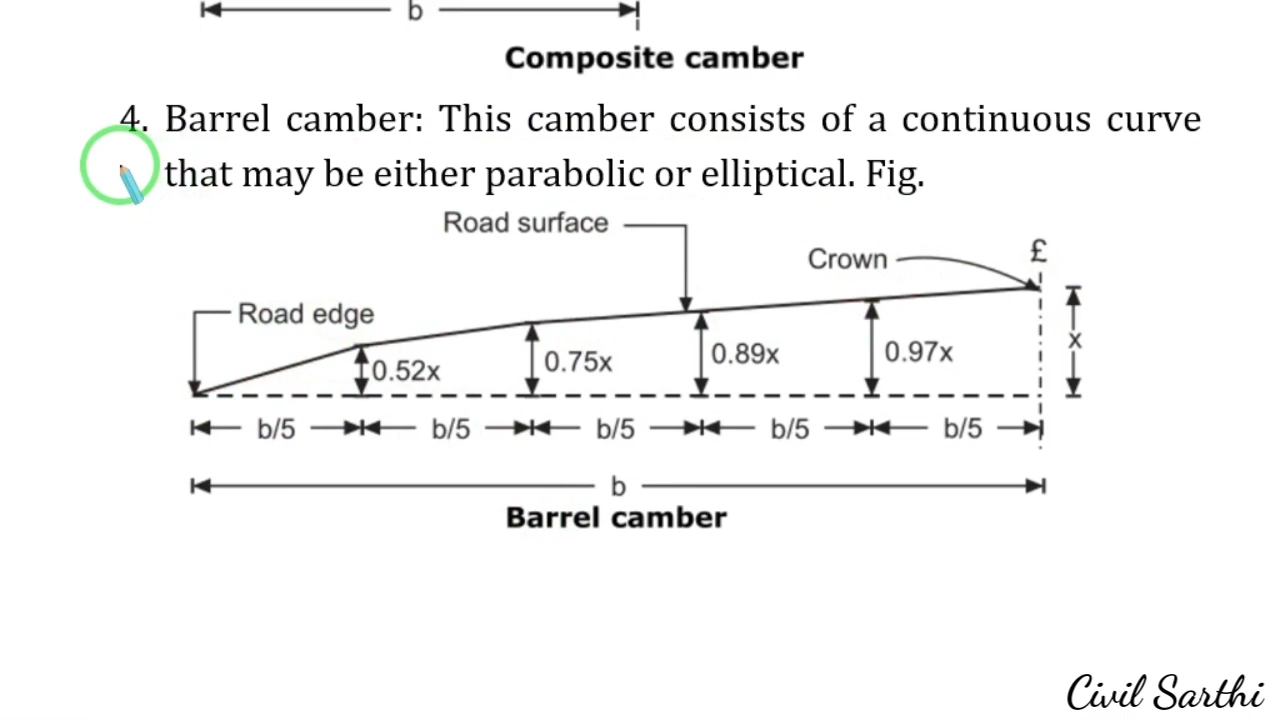 b
Composite camber
4. Barrel camber: This camber consists of a continuous curve
that may be either parabolic or elliptical. Fig.
Road surface
Crown
£
Road edge
0.52x
0.75x
0.89x
0.97x
x
b/5
b/5
b/5
b/5
b/5
b
Barrel camber
Civil Sarthi